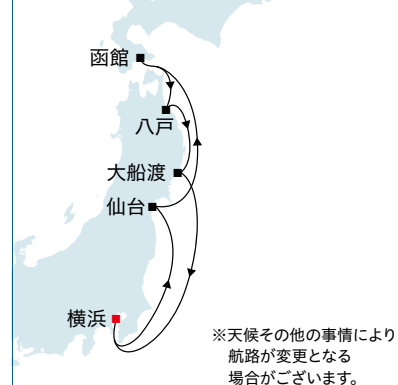 函館
八戸
大船渡
仙台
横浜
※天候その他の事情により
航路が変更となる
場合がございます。